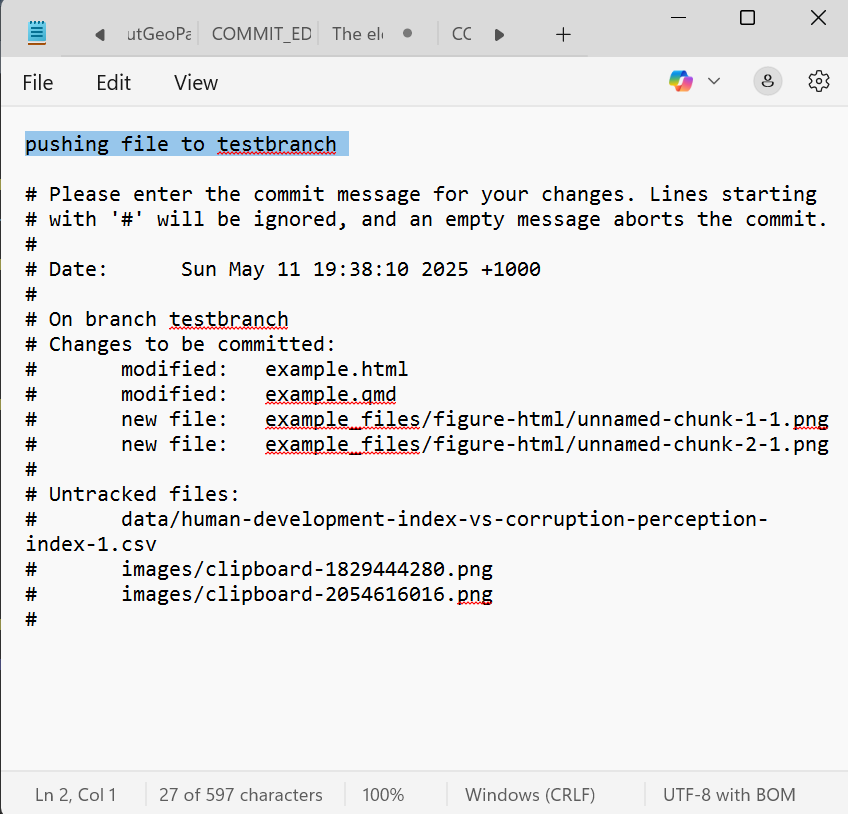 utGeoPa COMMIT_ED The el CC
File Edit View
pushing file to testbranch
# Please enter the commit message for your changes. Lines starting
# with '#' will be ignored, and an empty message aborts the commit.
#
# Date:      Sun May 11 19:38:10 2025 +1000
#
# On branch testbranch
# Changes to be committed:
#       modified:   example.html
#       modified:   example.qmd
#       new file:   example_files/figure-html/unnamed-chunk-1-1.png
#       new file:   example_files/figure-html/unnamed-chunk-2-1.png
#
# Untracked files:
#       data/human-development-index-vs-corruption-perception-
index-1.csv
#       images/clipboard-1829444280.png
#       images/clipboard-2054616016.png
#
Ln 2, Col 1 27 of 597 characters 100% Windows (CRLF) UTF-8 with BOM